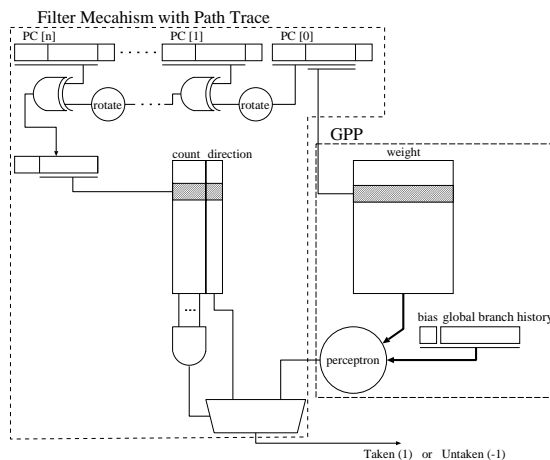 Filter Mecahism with Path Trace
PC [n]
PC [1]
PC [0]
rotate
rotate
GPP
count direction
weight
bias global branch history
perceptron
Taken (1) or Untaken (-1)